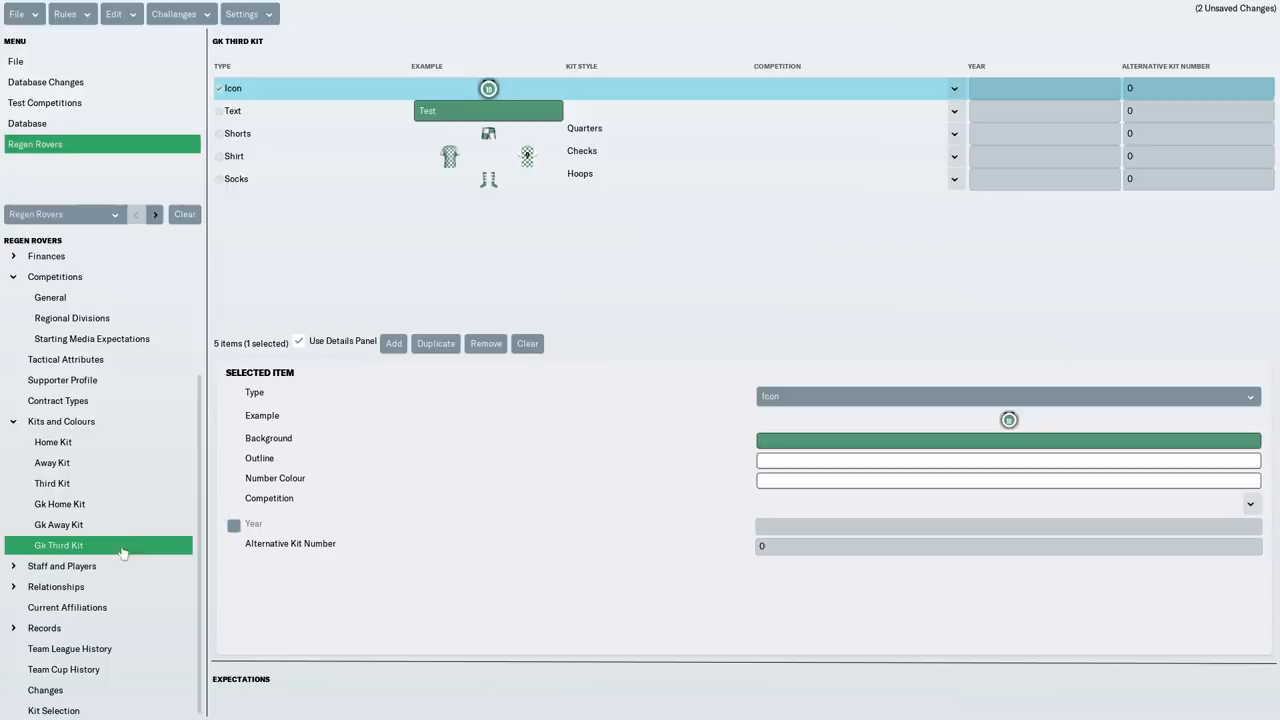 File Rules Edit Challenges Settings (2 Unsaved Changes)
MENU
File
Database Changes
Test Competitions
Database
Regen Rovers
Regen Rovers Clear
REGEN ROVERS
Finances
Competitions
General
Regional Divisions
Starting Media Expectations
Tactical Attributes
Supporter Profile
Contract Types
Kits and Colours
Home Kit
Away Kit
Third Kit
Gk Home Kit
Gk Away Kit
Gk Third Kit
Staff and Players
Relationships
Current Affiliations
Records
Team League History
Team Cup History
Changes
Kit Selection
GK THIRD KIT
TYPE EXAMPLE KIT STYLE COMPETITION YEAR ALTERNATIVE KIT NUMBER
Icon 0
Text Test 0
Shorts Quarters 0
Shirt Checks 0
Socks Hoops 0
5 items (1 selected) Use Details Panel Add Duplicate Remove Clear
SELECTED ITEM
Type Icon
Example
Background
Outline
Number Colour
Competition
Year
Alternative Kit Number 0
EXPECTATIONS